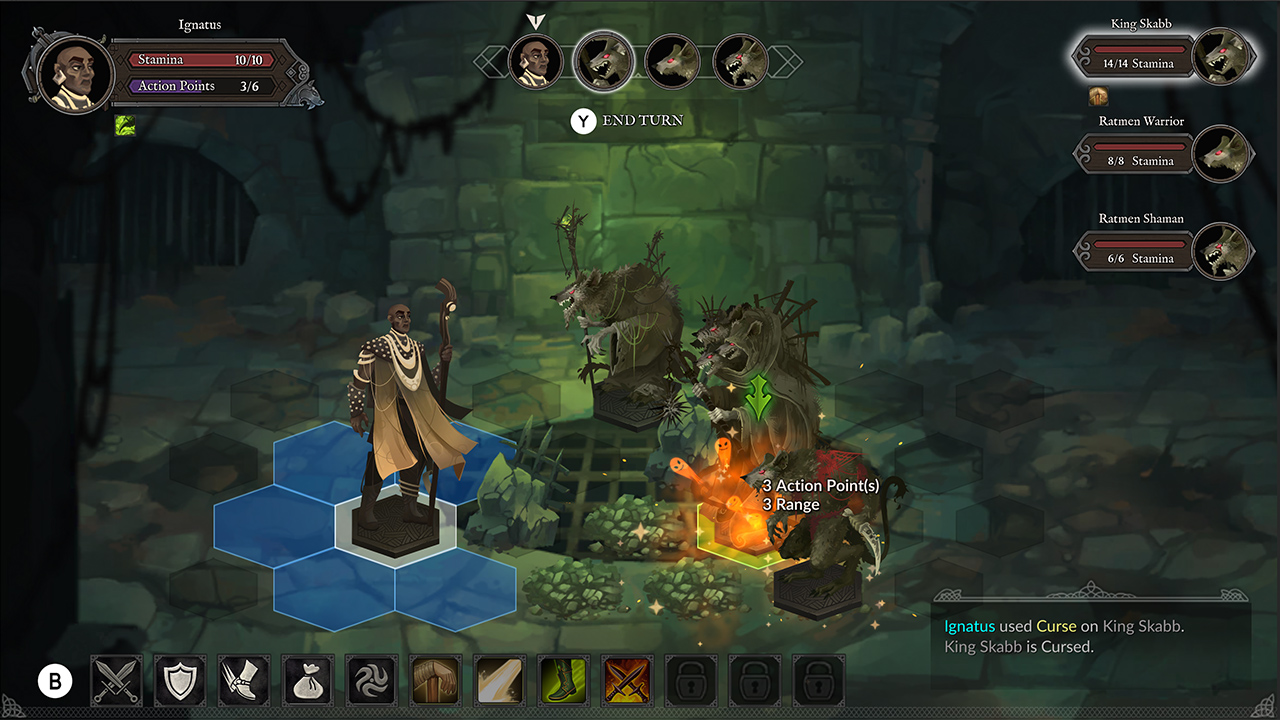 Ignatus
Stamina 10/10
Action Points 3/6
Y END TURN
King Skabb
14/14 Stamina
Ratmen Warrior
8/8 Stamina
Ratmen Shaman
6/6 Stamina
3 Action Point(s)
3 Range
Ignatus used Curse on King Skabb.
King Skabb is Cursed.
B